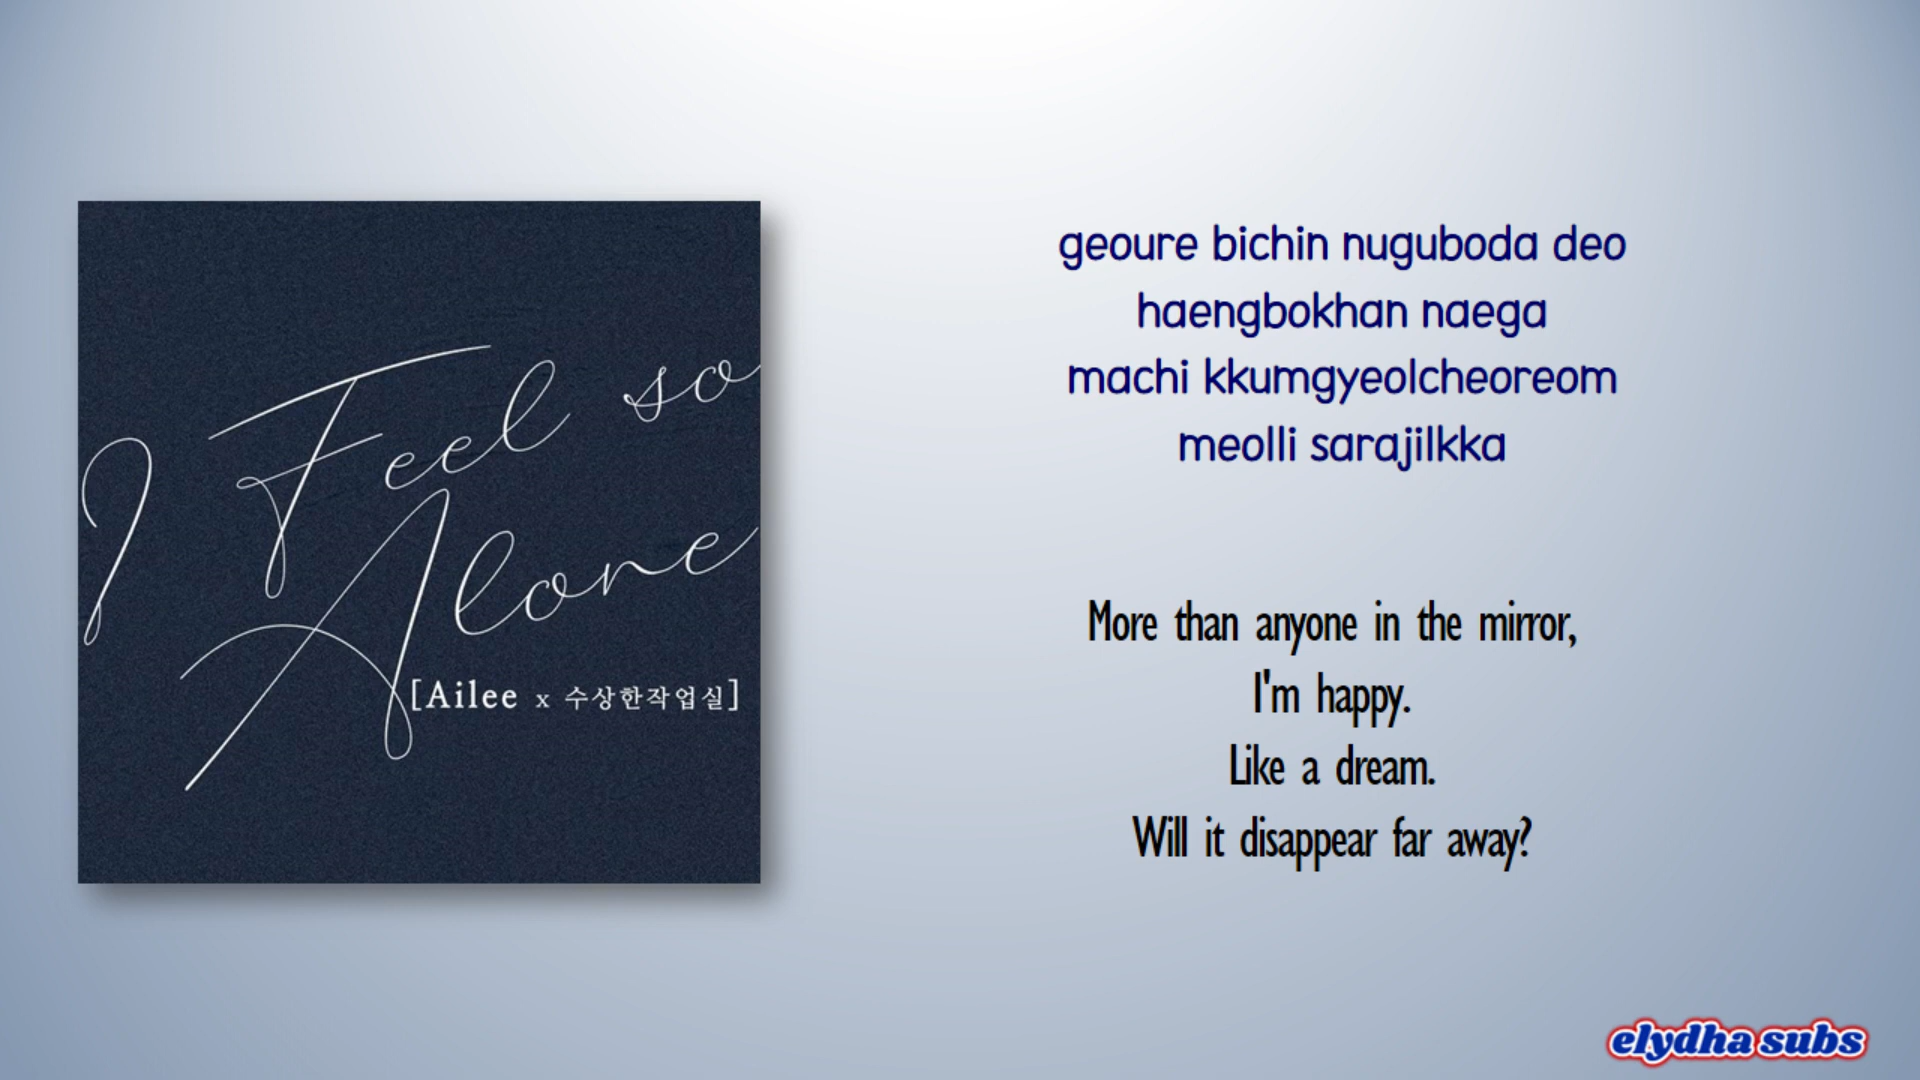 I Feel so
Alone
[Ailee x 수상한작업실]
geoure bichin nuguboda deo
haengbokhan naega
machi kkumgyeolcheoreom
meolli sarajilkka
More than anyone in the mirror,
I'm happy.
Like a dream.
Will it disappear far away?
elydha subs